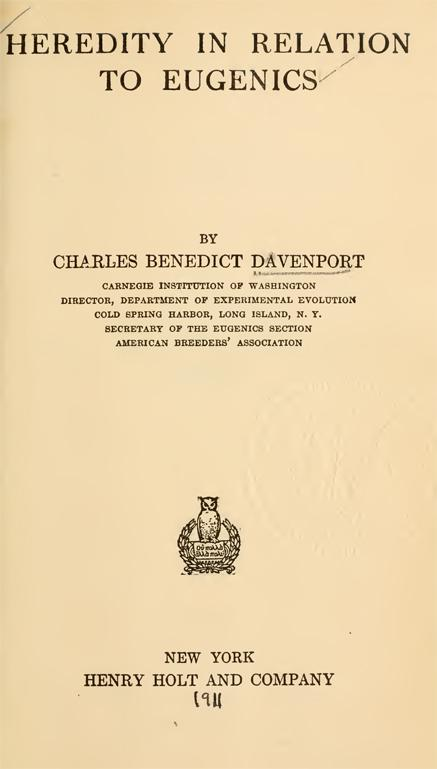 HEREDITY IN RELATION
TO EUGENICS
BY
CHARLES BENEDICT DAVENPORT
CARNEGIE INSTITUTION OF WASHINGTON
DIRECTOR, DEPARTMENT OF EXPERIMENTAL EVOLUTION
COLD SPRING HARBOR, LONG ISLAND, N. Y.
SECRETARY OF THE EUGENICS SECTION
AMERICAN BREEDERS' ASSOCIATION
NEW YORK
HENRY HOLT AND COMPANY
1911